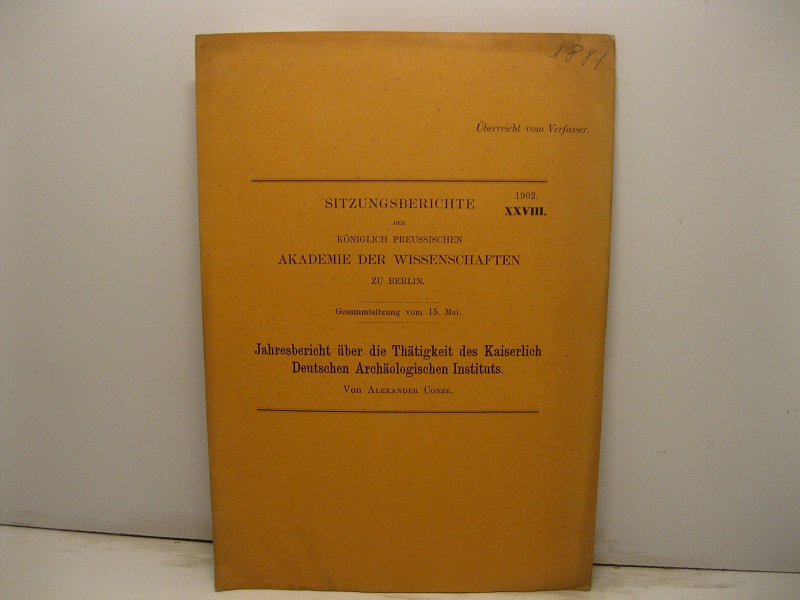 1881
Überreicht vom Verfasser.
1902.
XXVIII.
SITZUNGSBERICHTE
DER
KÖNIGLICH PREUSSISCHEN
AKADEMIE DER WISSENSCHAFTEN
ZU BERLIN.
Gesammtsitzung vom 15. Mai.
Jahresbericht über die Thätigkeit des Kaiserlich
Deutschen Archäologischen Instituts.
Von Alexander Conze.